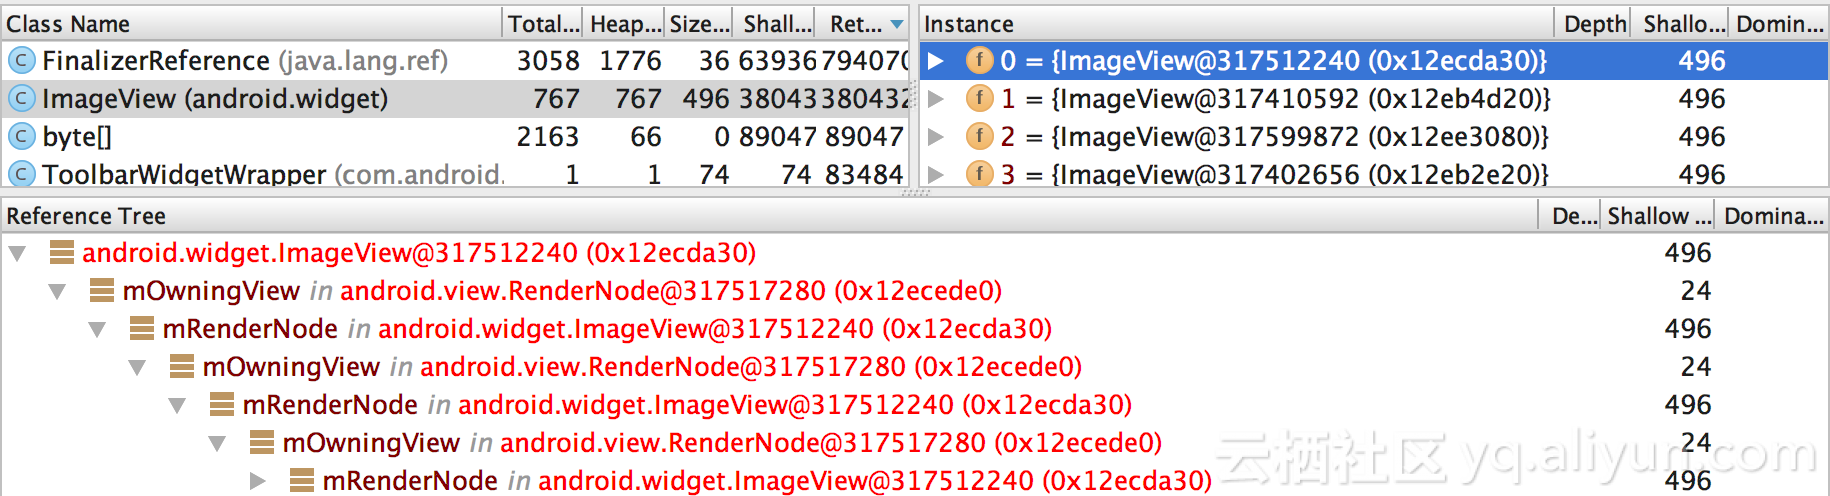 Class Name Total... Heap... Size... Shall... Ret...
C FinalizerReference (java.lang.ref) 3058 1776 36 63936 794070
C ImageView (android.widget) 767 767 496 38043 380432
C byte[] 2163 66 0 89047 89047
C ToolbarWidgetWrapper (com.android. 1 1 74 74 83484
Instance Depth Shallo... Domin...
f 0 = {ImageView@317512240 (0x12ecda30)} 496
f 1 = {ImageView@317410592 (0x12eb4d20)} 496
f 2 = {ImageView@317599872 (0x12ee3080)} 496
f 3 = {ImageView@317402656 (0x12eb2e20)} 496
Reference Tree De... Shallow ... Domina...
android.widget.ImageView@317512240 (0x12ecda30) 496
mOwningView in android.view.RenderNode@317517280 (0x12ecede0) 24
mRenderNode in android.widget.ImageView@317512240 (0x12ecda30) 496
mOwningView in android.view.RenderNode@317517280 (0x12ecede0) 24
mRenderNode in android.widget.ImageView@317512240 (0x12ecda30) 496
mOwningView in android.view.RenderNode@317517280 (0x12ecede0) 24
mRenderNode in android.widget.ImageView@317512240 (0x12ecda30) 496
云栖社区 yq.aliyun.com